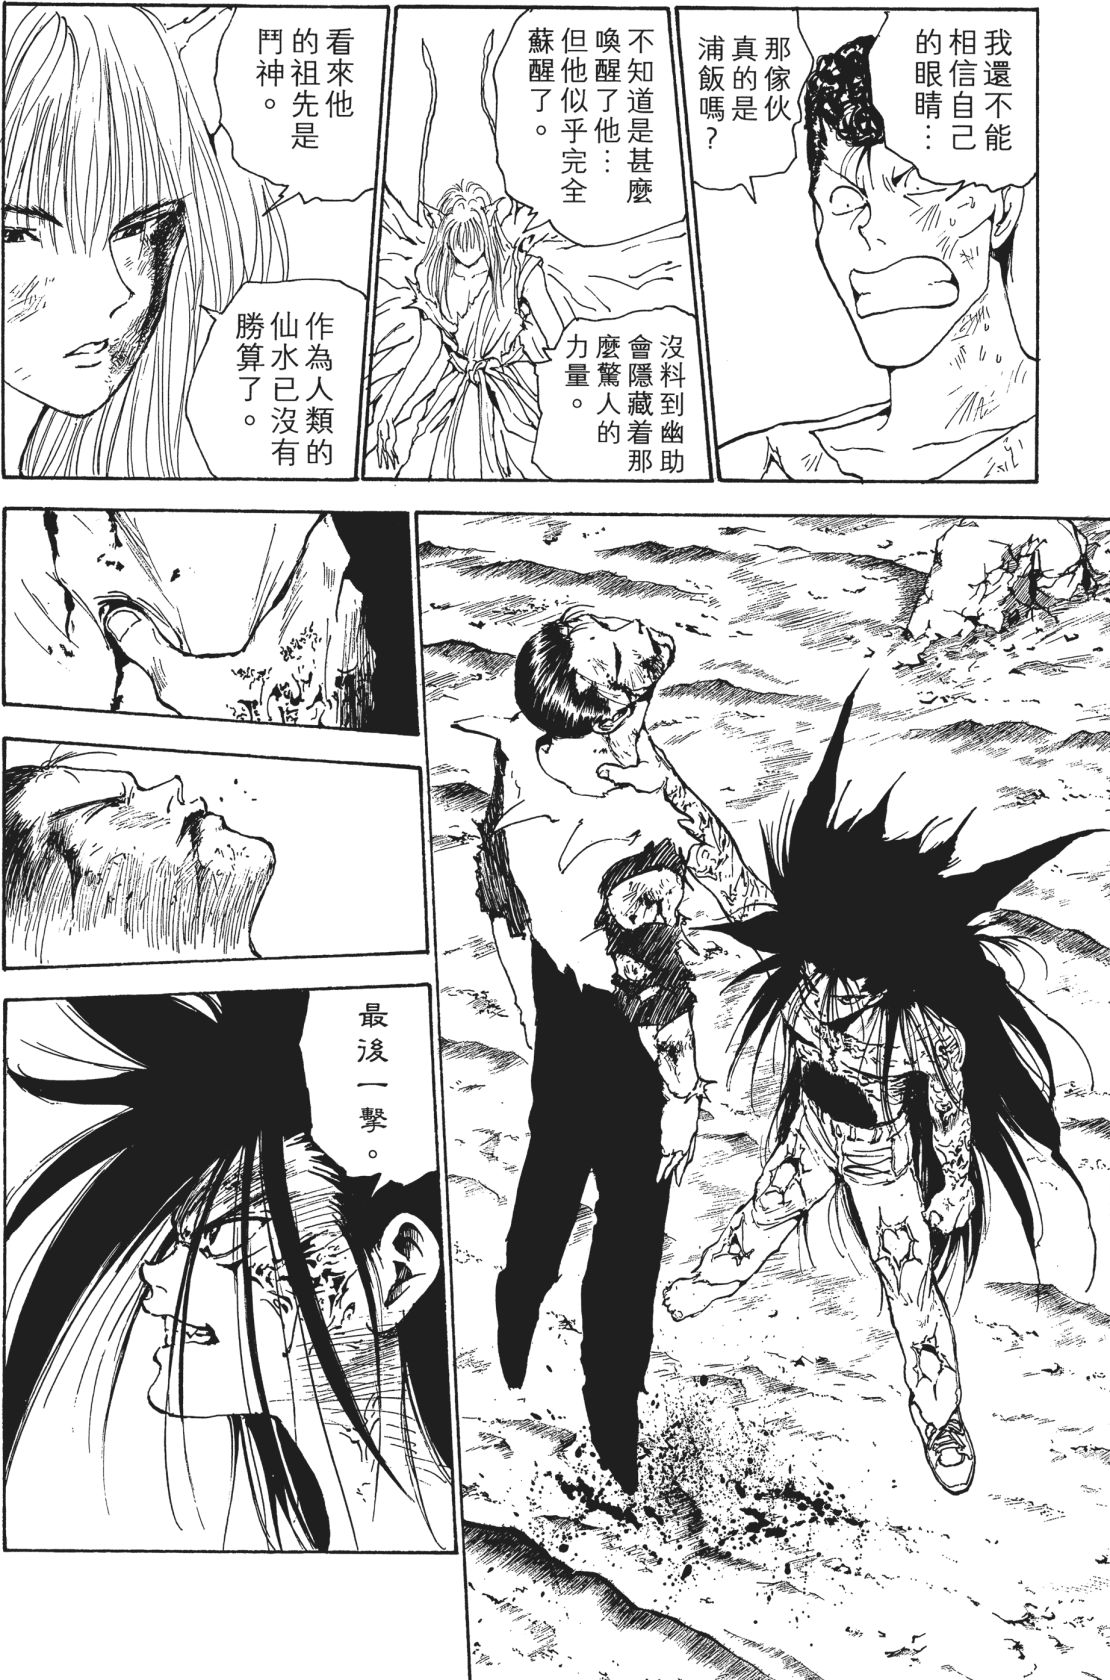 我還不能
相信自己
的眼睛…
那傢伙
真的是
浦飯嗎？
不知道是甚麼
喚醒了他…
但他似乎完全
蘇醒了。
沒料到幽助
會隱藏着那
麼驚人的
力量。
看來他
的祖先是
鬥神。
作為人類的
仙水已沒有
勝算了。
最後一擊。